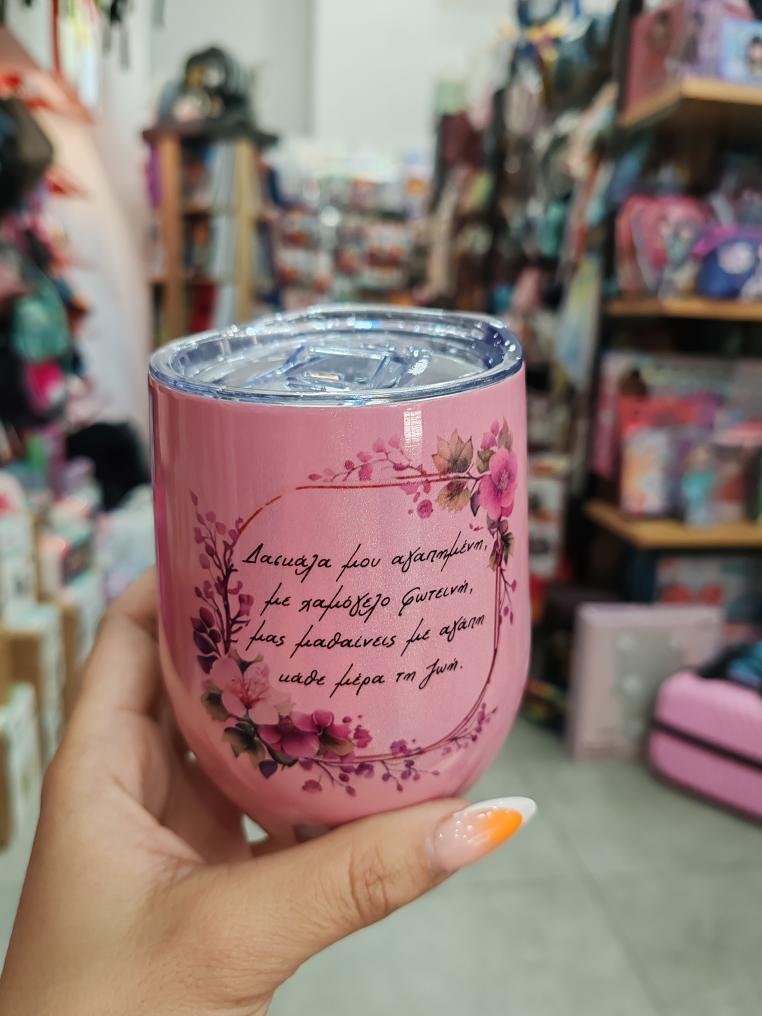 Δασκάλα μου αγαπημένη,
με χαμόγελο φωτεινή,
μας μαθαίνεις με αγάπη
κάθε μέρα τη ζωή.